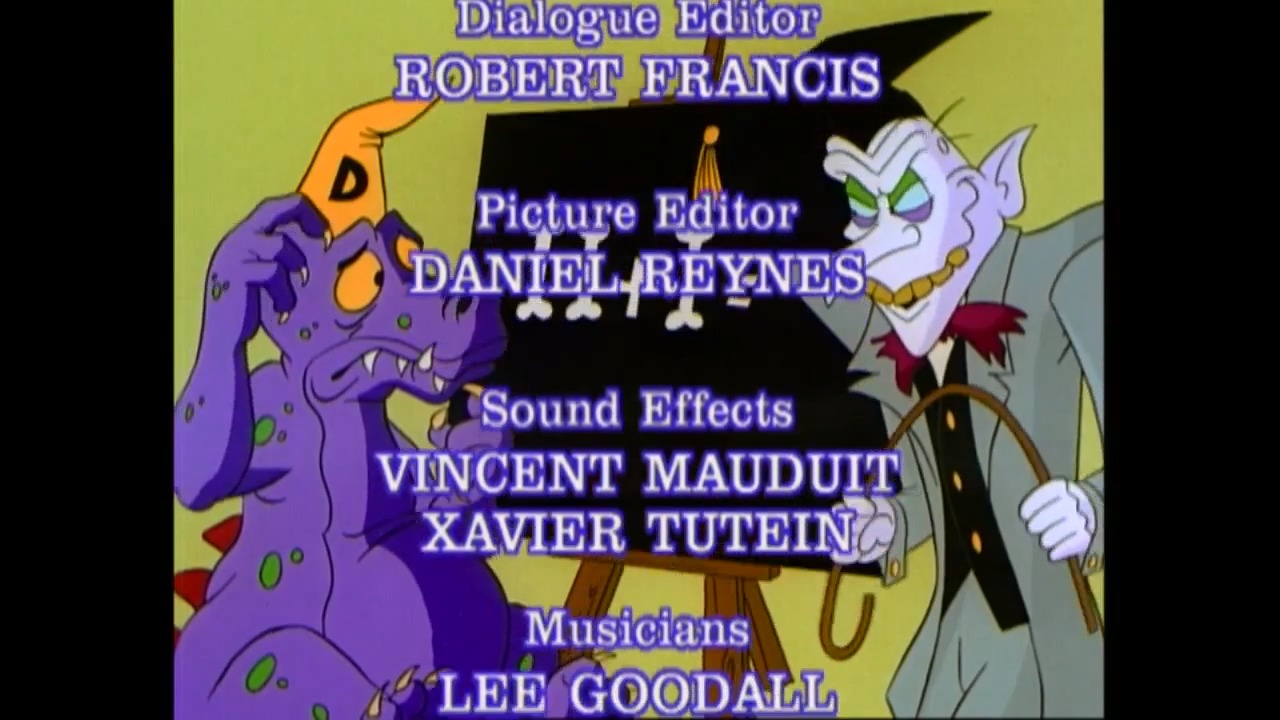 Dialogue Editor
ROBERT FRANCIS
D
Picture Editor
DANIEL REYNES
Sound Effects
VINCENT MAUDUIT
XAVIER TUTEIN
Musicians
LEE GOODALL